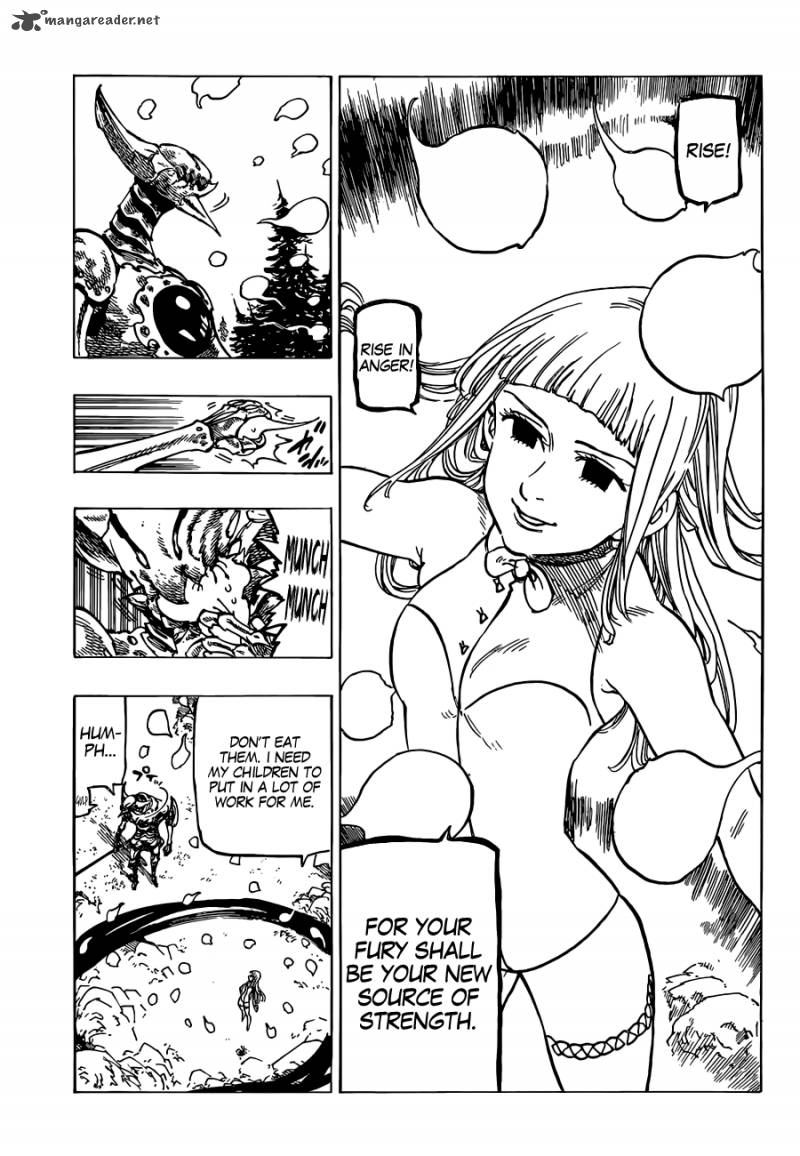 mangareader.net
RISE!
RISE IN
ANGER!
FOR YOUR
FURY SHALL
BE YOUR NEW
SOURCE OF
STRENGTH.
MUNCH
MUNCH
DON'T EAT
THEM. I NEED
MY CHILDREN TO
PUT IN A LOT OF
WORK FOR ME.
HUM-
PH...